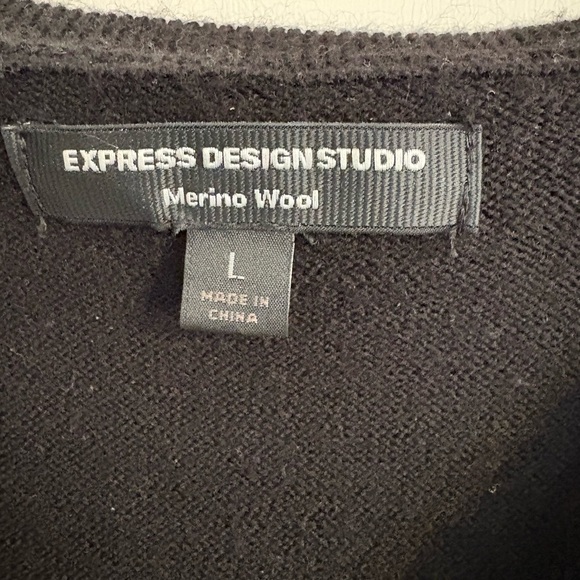 EXPRESS DESIGN STUDIO
Merino Wool
L
MADE IN
CHINA